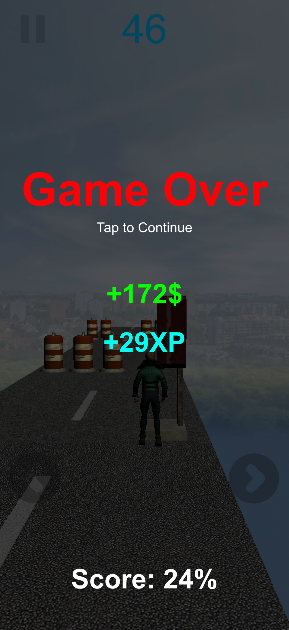 46
Game Over
Tap to Continue
+172$
+29XP
Score: 24%